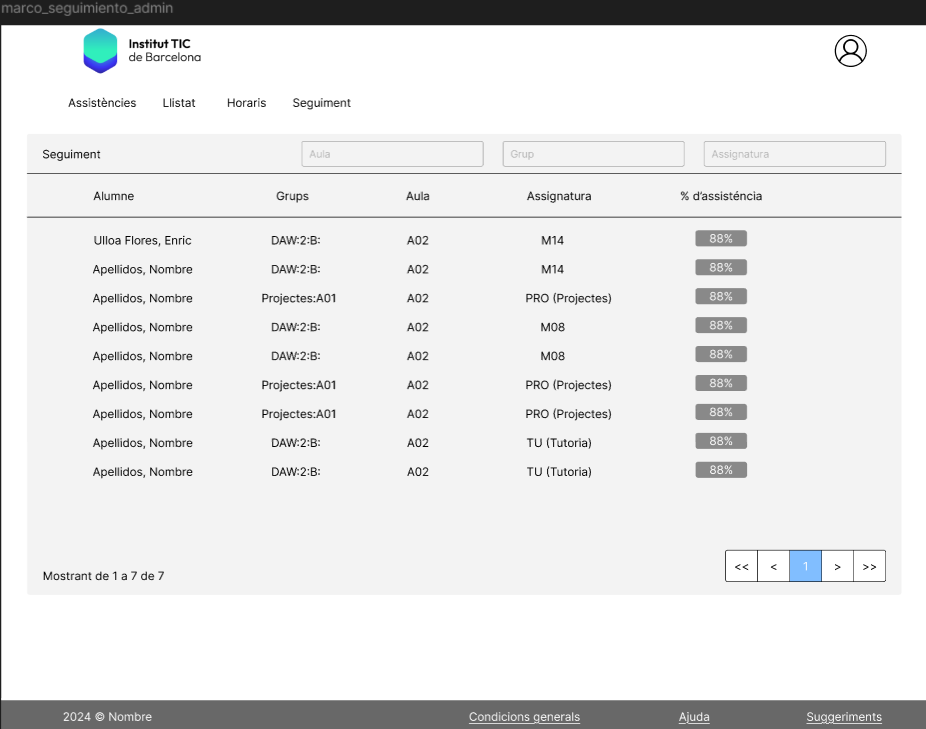 marco_seguimiento_admin
Institut TIC
de Barcelona
Assistències Llistat Horaris Seguiment
Seguiment Aula Grup Assignatura
Alumne Grups Aula Assignatura % d'assisténcia
Ulloa Flores, Enric DAW:2:B: A02 M14 88%
Apellidos, Nombre DAW:2:B: A02 M14 88%
Apellidos, Nombre Projectes:A01 A02 PRO (Projectes) 88%
Apellidos, Nombre DAW:2:B: A02 M08 88%
Apellidos, Nombre DAW:2:B: A02 M08 88%
Apellidos, Nombre Projectes:A01 A02 PRO (Projectes) 88%
Apellidos, Nombre Projectes:A01 A02 PRO (Projectes) 88%
Apellidos, Nombre DAW:2:B: A02 TU (Tutoria) 88%
Apellidos, Nombre DAW:2:B: A02 TU (Tutoria) 88%
Mostrant de 1 a 7 de 7 << < 1 > >>
2024 © Nombre Condicions generals Ajuda Suggeriments